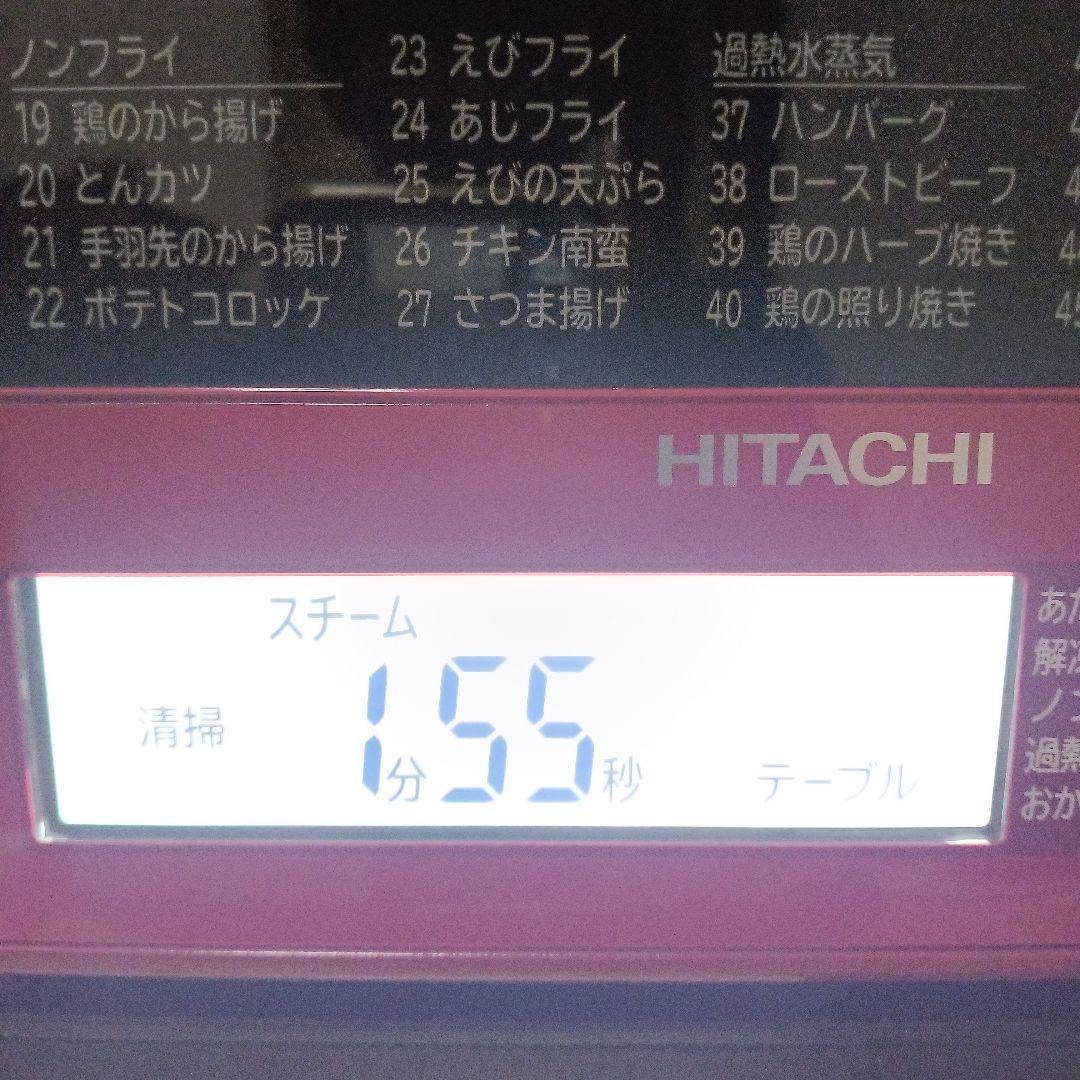 ノンフライ
19 鶏のから揚げ
20 とんカツ
21 手羽先のから揚げ
22 ポテトコロッケ
23 えびフライ
24 あじフライ
25 えびの天ぷら
26 チキン南蛮
27 さつま揚げ
過熱水蒸気
37 ハンバーグ
38 ローストビーフ
39 鶏のハーブ焼き
40 鶏の照り焼き
HITACHI
スチーム
清掃
1分55秒
テーブル